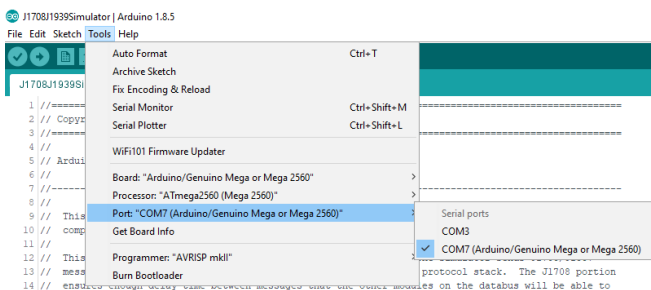 J1708J1939Simulator | Arduino 1.8.5
File Edit Sketch Tools Help
J1708J1939Si
Auto Format Ctrl+T
Archive Sketch
Fix Encoding & Reload
Serial Monitor Ctrl+Shift+M
Serial Plotter Ctrl+Shift+L
WiFi101 Firmware Updater
Board: "Arduino/Genuino Mega or Mega 2560"
Processor: "ATmega2560 (Mega 2560)"
Port: "COM7 (Arduino/Genuino Mega or Mega 2560)"
Get Board Info
Programmer: "AVRISP mkII"
Burn Bootloader
Serial ports
COM3
COM7 (Arduino/Genuino Mega or Mega 2560)
1 //=====
2 // Copyr
3 //=====
4 //
5 // Ardui
6 //
7 //-----
8 //
9 // This
10 // comp
11 //
12 // This
13 // mess protocol stack. The J1708 portion
14 // ensures enough delay time between messages that the other modules on the databus will be able to